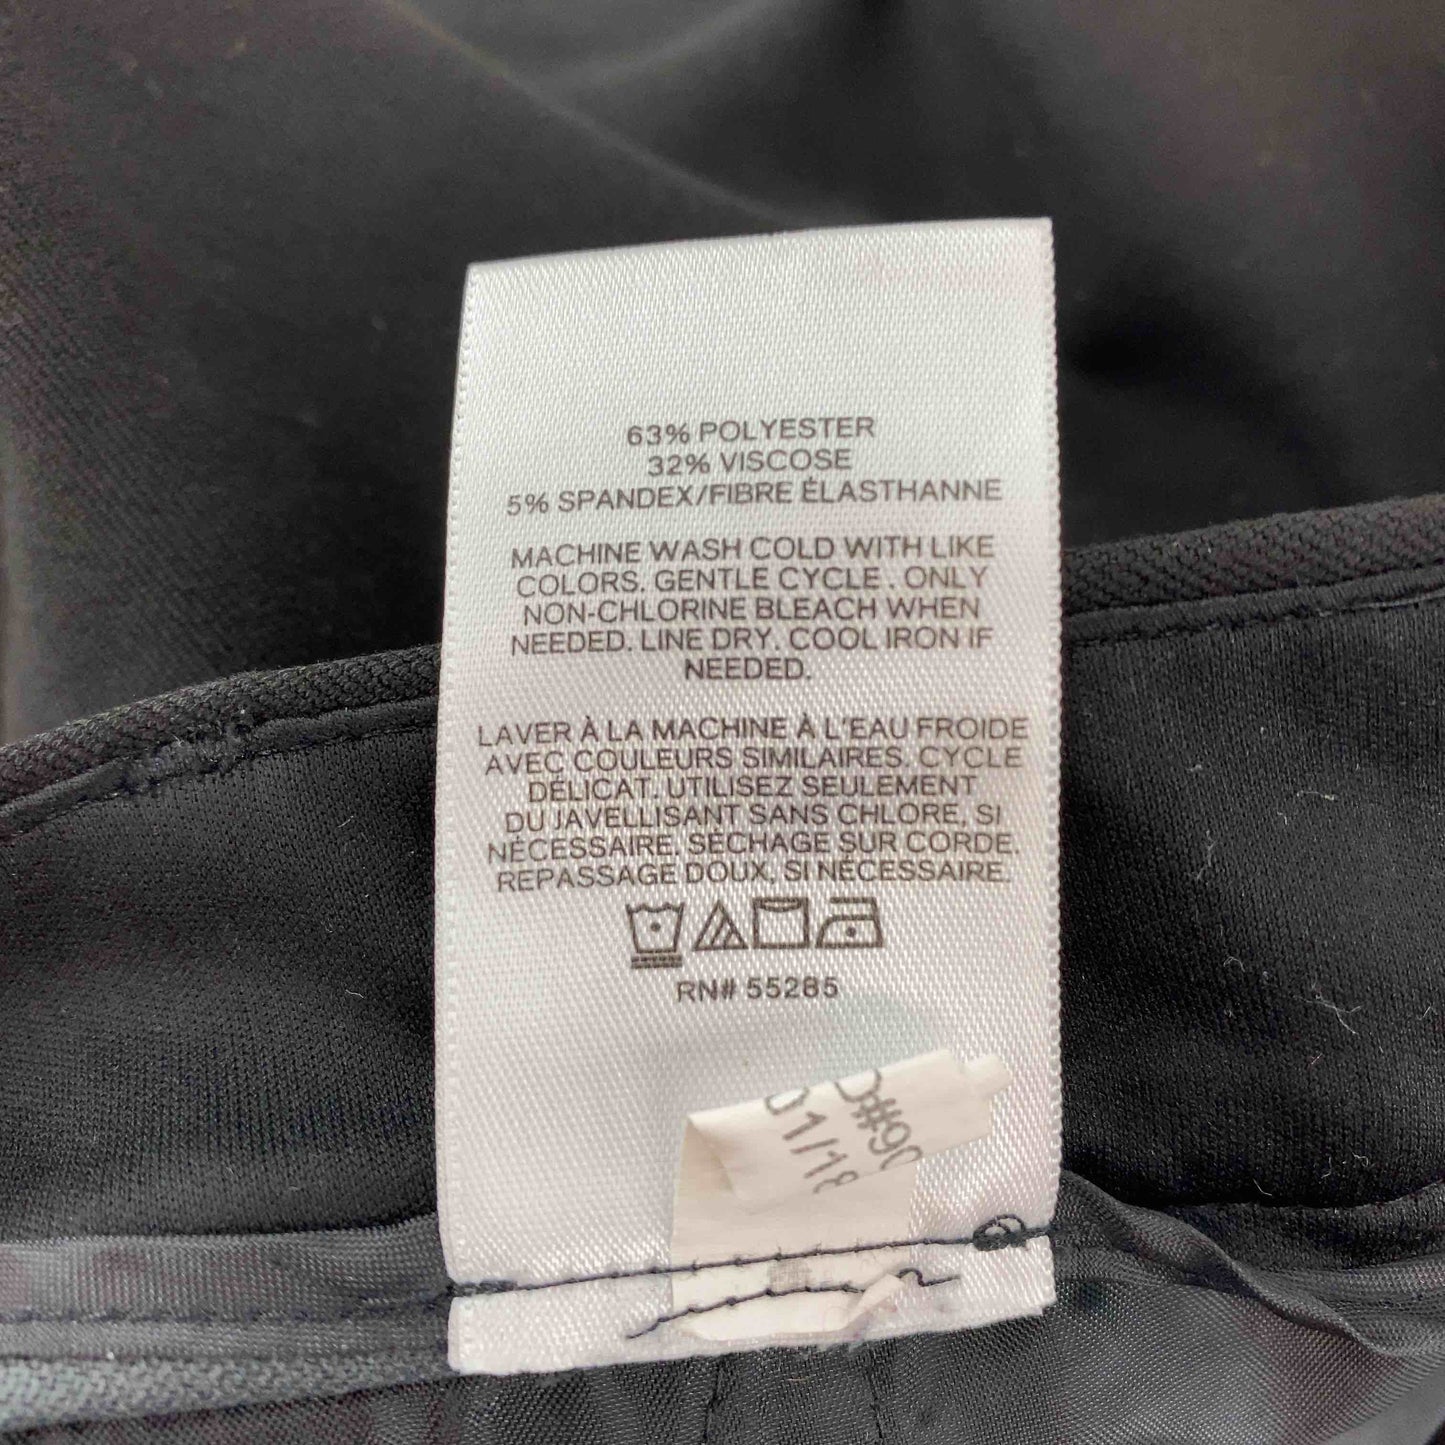 63% POLYESTER
32% VISCOSE
5% SPANDEX/FIBRE ÉLASTHANNE
MACHINE WASH COLD WITH LIKE
COLORS. GENTLE CYCLE. ONLY
NON-CHLORINE BLEACH WHEN
NEEDED. LINE DRY. COOL IRON IF
NEEDED.
LAVER À LA MACHINE À L'EAU FROIDE
AVEC COULEURS SIMILAIRES. CYCLE
DÉLICAT. UTILISEZ SEULEMENT
DU JAVELLISANT SANS CHLORE, SI
NÉCESSAIRE. SÉCHAGE SUR CORDE.
REPASSAGE DOUX, SI NÉCESSAIRE.
RN# 55285
01/18